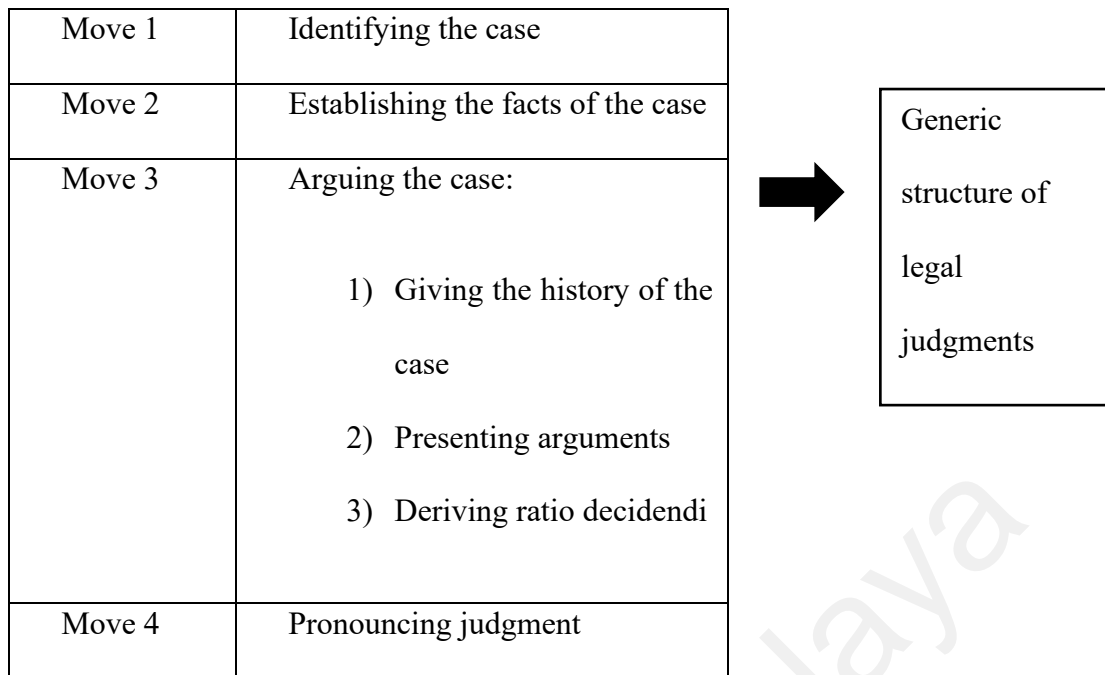 Move 1 Identifying the case
Move 2 Establishing the facts of the case
Move 3 Arguing the case:
1) Giving the history of the
case
2) Presenting arguments
3) Deriving ratio decidendi
Move 4 Pronouncing judgment
Generic
structure of
legal
judgments
laya